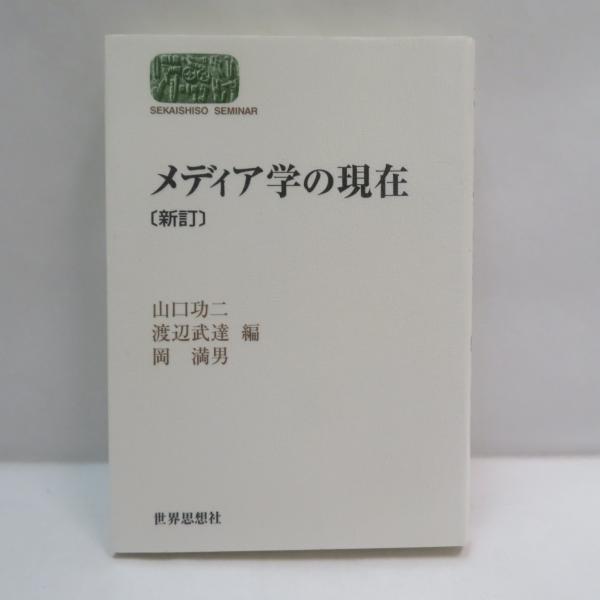 SEKAISHISO SEMINAR
メディア学の現在
〔新訂〕
山口功二
渡辺武達 編
岡 満男
世界思想社